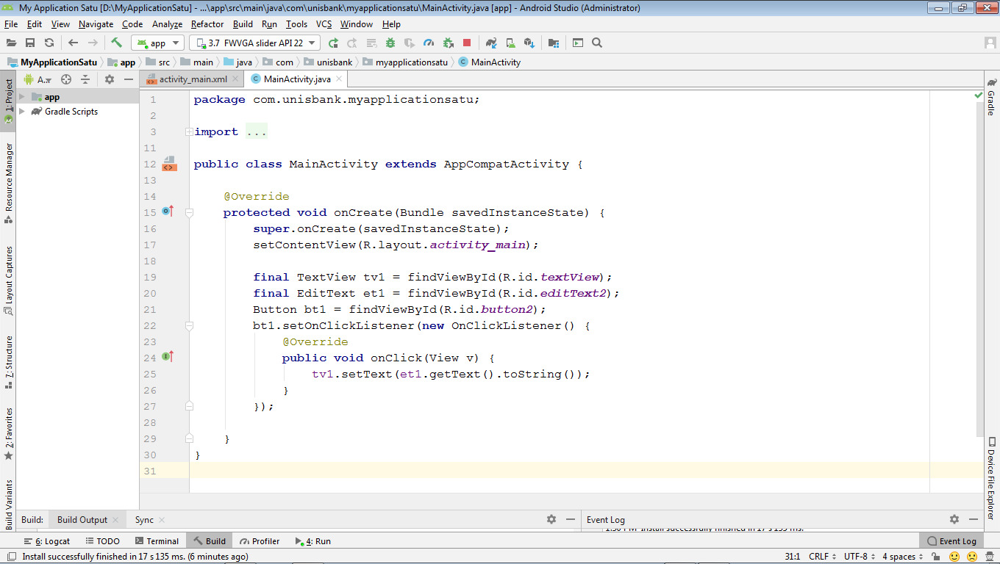 My Application Satu [D:\MyApplicationSatu] - ...\app\src\main\java\com\unisbank\myapplicationsatu\MainActivity.java [app] - Android Studio (Administrator)
File Edit View Navigate Code Analyze Refactor Build Run Tools VCS Window Help
app 3.7 FWVGA slider API 22
MyApplicationSatu app src main java com unisbank myapplicationsatu MainActivity
A.. activity_main.xml MainActivity.java
app
Gradle Scripts
1: Project
Resource Manager
Layout Captures
7: Structure
2: Favorites
Build Variants
1 package com.unisbank.myapplicationsatu;
2
3 import ...
11
12 public class MainActivity extends AppCompatActivity {
13
14 @Override
15 protected void onCreate(Bundle savedInstanceState) {
16 super.onCreate(savedInstanceState);
17 setContentView(R.layout.activity_main);
18
19 final TextView tv1 = findViewById(R.id.textView);
20 final EditText et1 = findViewById(R.id.editText2);
21 Button bt1 = findViewById(R.id.button2);
22 bt1.setOnClickListener(new OnClickListener() {
23 @Override
24 public void onClick(View v) {
25 tv1.setText(et1.getText().toString());
26 }
27 });
28
29 }
30 }
31
Gradle
Device File Explorer
Build: Build Output Sync Event Log
1:50 PM Install successfully finished in 17 s 135 ms.
6: Logcat TODO Terminal Build Profiler 4: Run Event Log
Install successfully finished in 17 s 135 ms. (6 minutes ago) 31:1 CRLF UTF-8 4 spaces